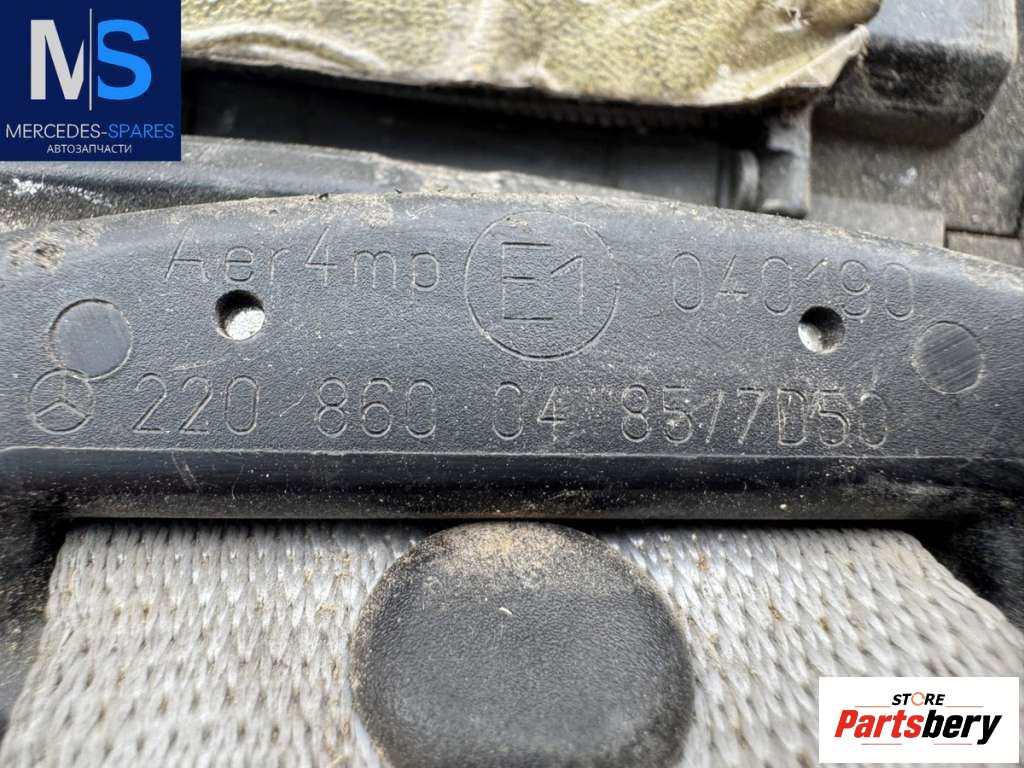 MS
MERCEDES-SPARES
АВТОЗАПЧАСТИ
Aer4mp E1 040190
220 860 04 85/7D50
STORE
Partsbery